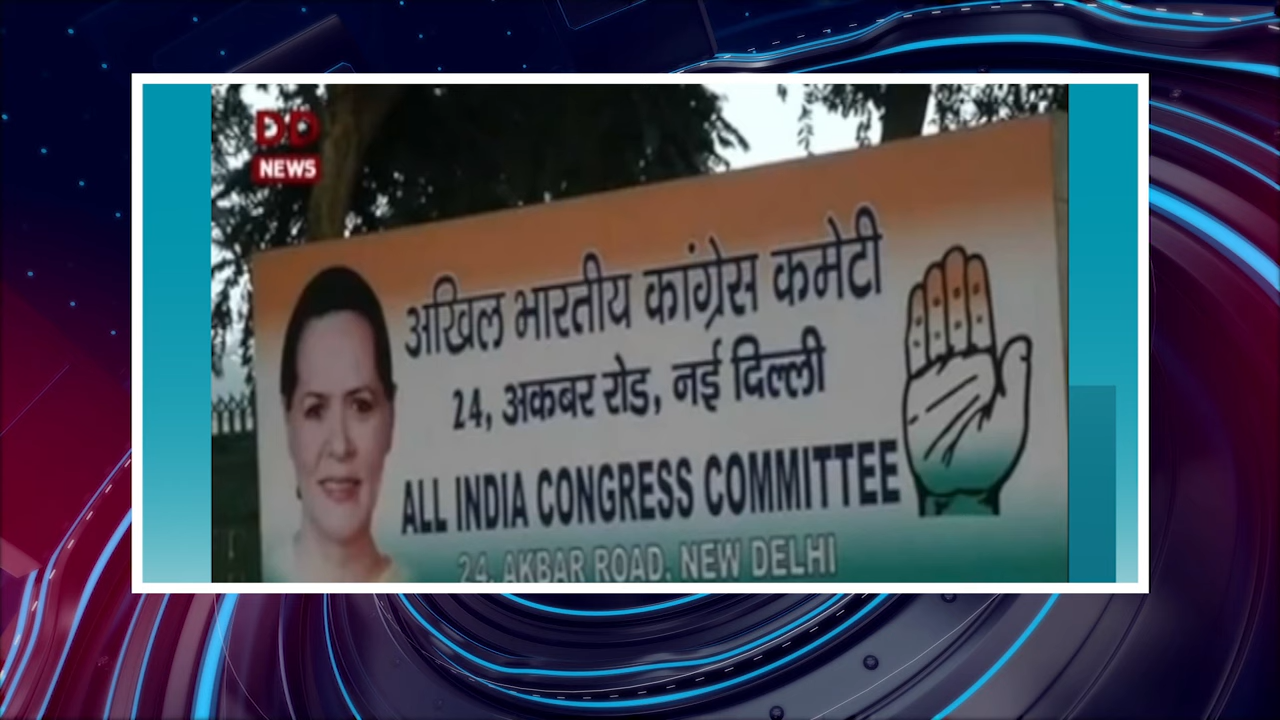 DD
NEWS
अखिल भारतीय कांग्रेस कमेटी
24, अकबर रोड, नई दिल्ली
ALL INDIA CONGRESS COMMITTEE
24, AKBAR ROAD, NEW DELHI